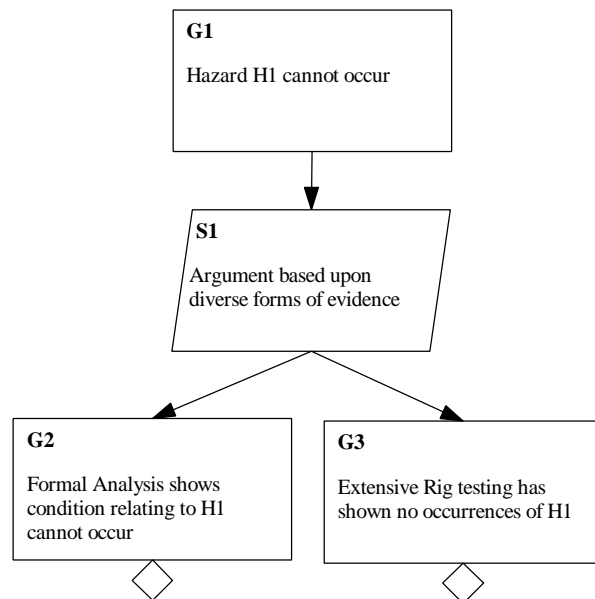 G1
Hazard H1 cannot occur
S1
Argument based upon
diverse forms of evidence
G2
Formal Analysis shows
condition relating to H1
cannot occur
G3
Extensive Rig testing has
shown no occurrences of H1